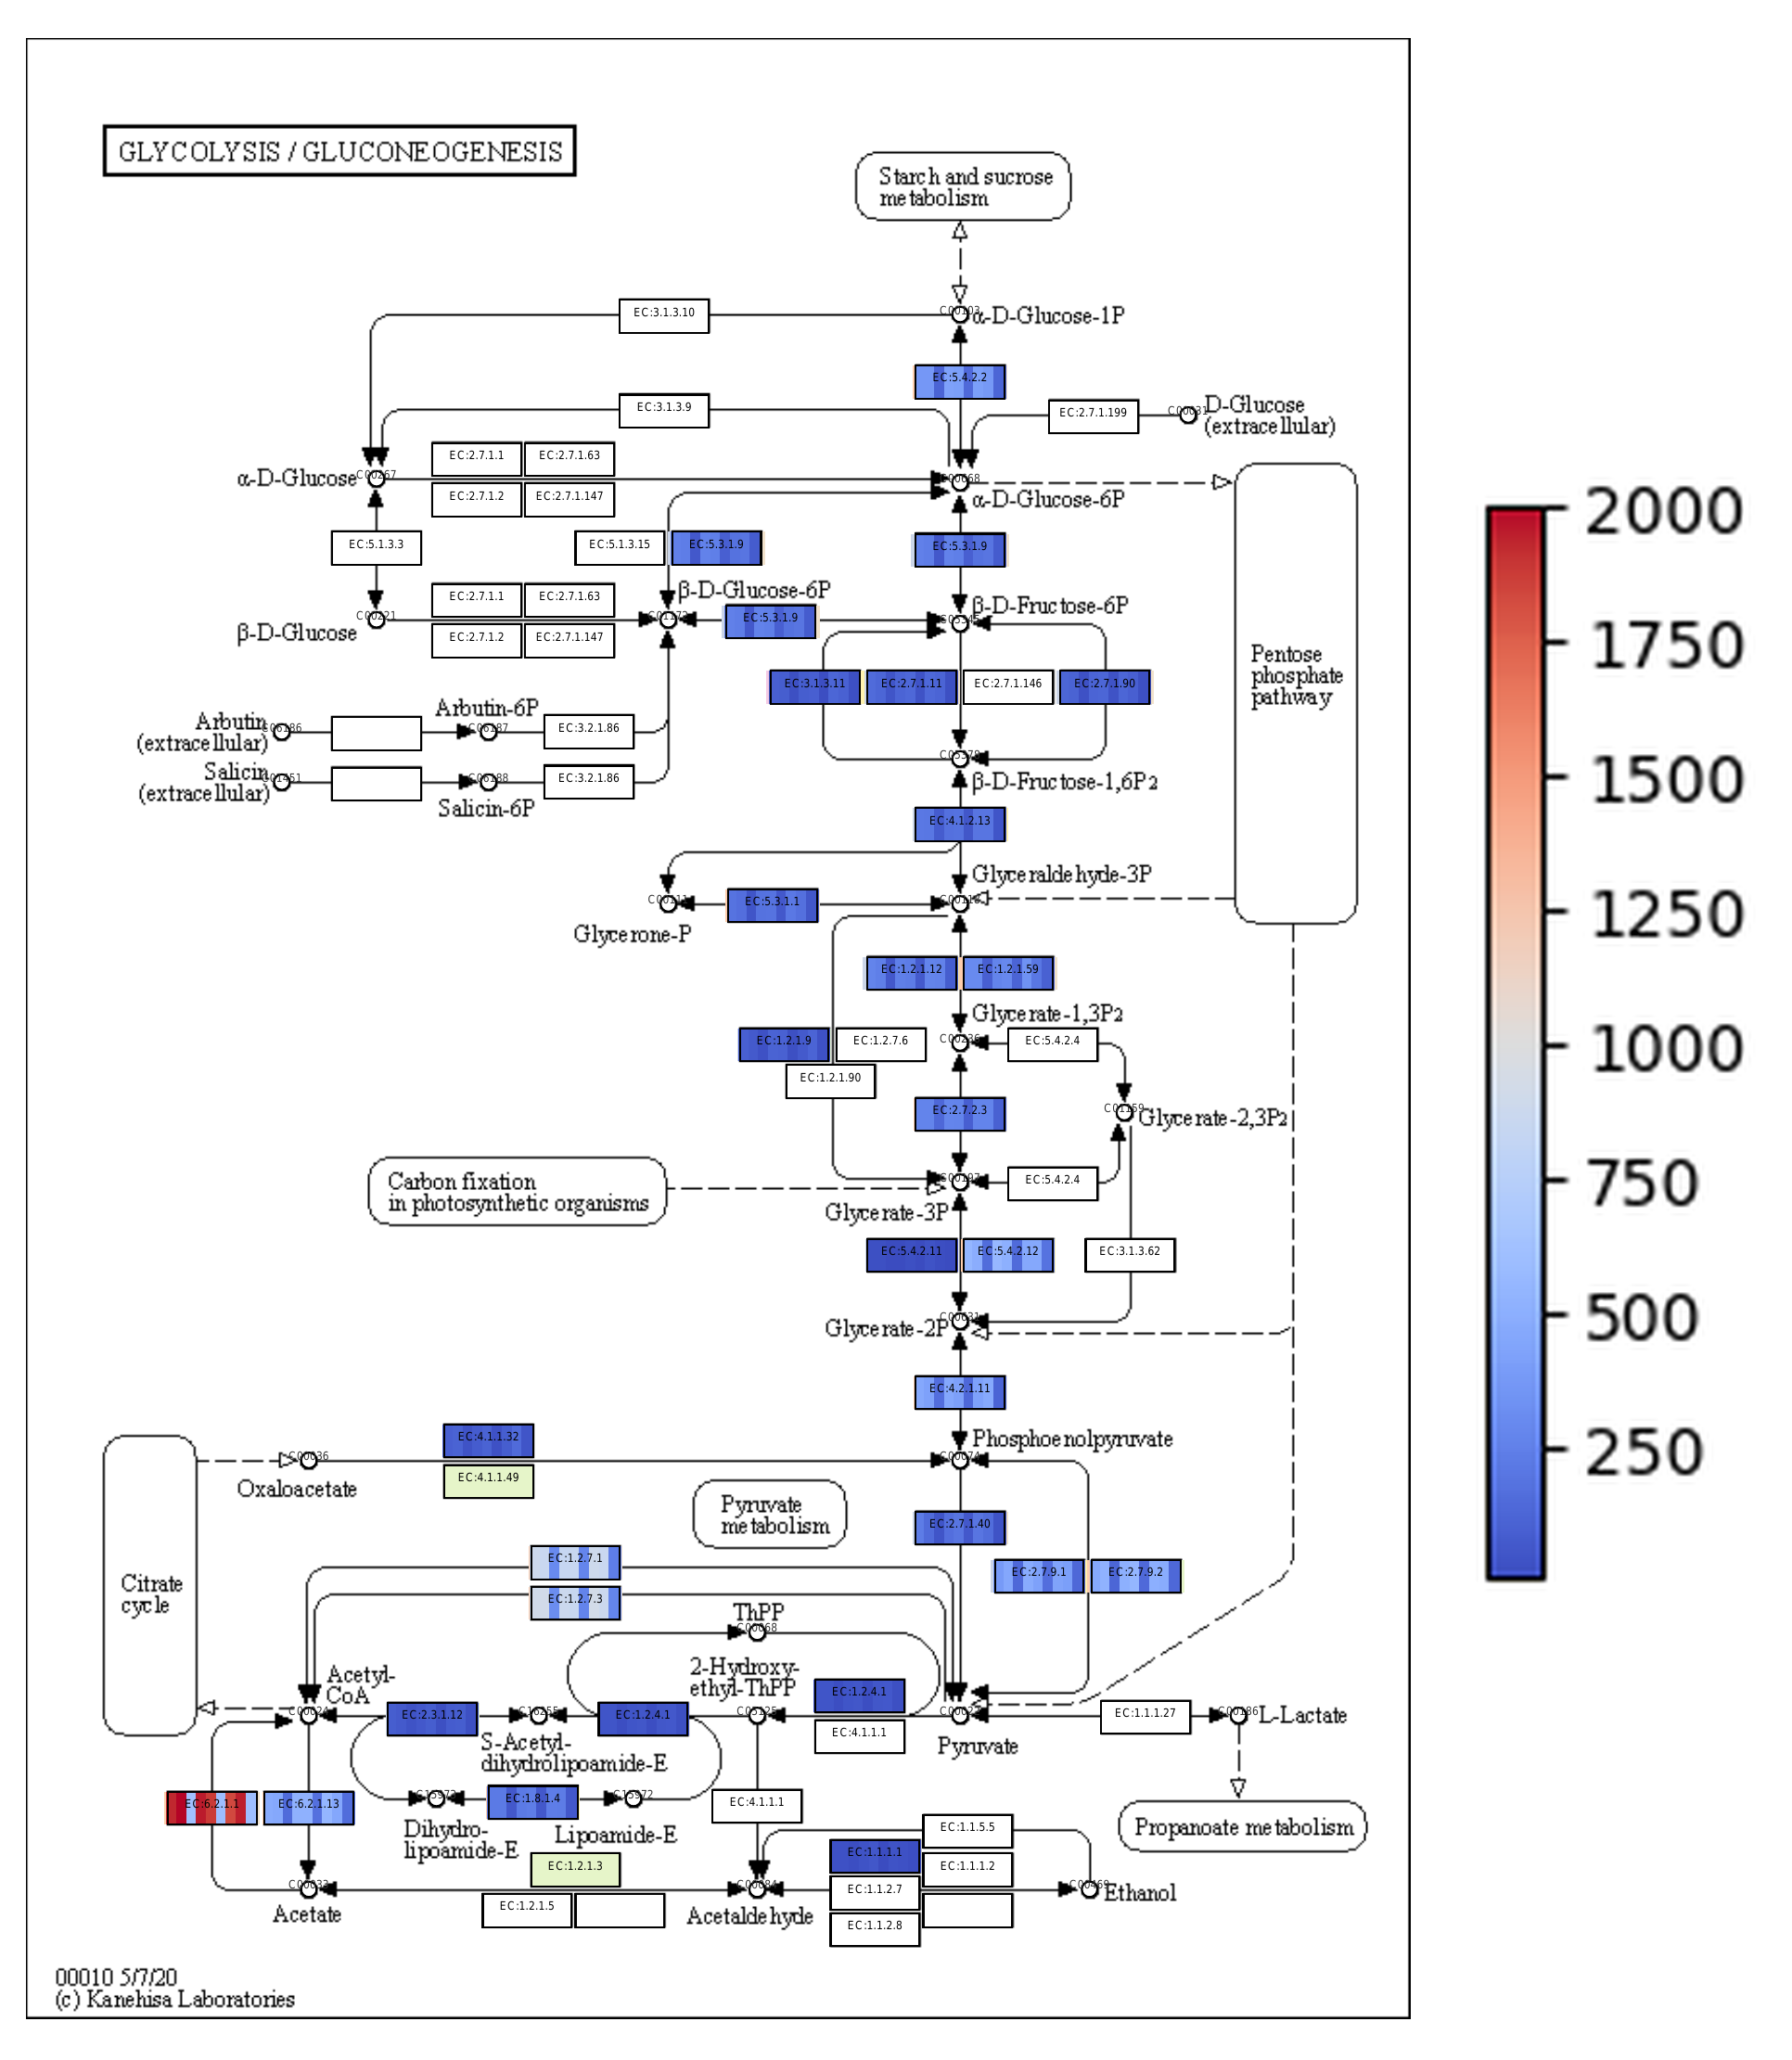 GLYCOLYSIS / GLUCONEOGENESIS
Starch and sucrose
metabolism
EC:3.1.3.10
C00103
α-D-Glucose-1P
EC:5.4.2.2
EC:3.1.3.9
EC:2.7.1.199
C00031
D-Glucose
(extracellular)
EC:2.7.1.1
EC:2.7.1.63
α-D-Glucose
C00267
C00668
EC:2.7.1.2
EC:2.7.1.147
α-D-Glucose-6P
EC:5.1.3.3
EC:5.1.3.15
EC:5.3.1.9
EC:5.3.1.9
β-D-Glucose-6P
EC:2.7.1.1
EC:2.7.1.63
β-D-Fructose-6P
C00221
C01172
EC:5.3.1.9
C05345
β-D-Glucose
EC:2.7.1.2
EC:2.7.1.147
Pentose
phosphate
pathway
EC:3.1.3.11
EC:2.7.1.11
EC:2.7.1.146
EC:2.7.1.90
Arbutin-6P
Arbutin
(extracellular)
C06186
C06187
EC:3.2.1.86
Salicin
(extracellular)
C01451
C06188
EC:3.2.1.86
Salicin-6P
C05378
β-D-Fructose-1,6P2
EC:4.1.2.13
Glyceraldehyde-3P
C00111
EC:5.3.1.1
C00118
Glycerone-P
EC:1.2.1.12
EC:1.2.1.59
Glycerate-1,3P2
EC:1.2.1.9
EC:1.2.7.6
C00236
EC:5.4.2.4
EC:1.2.1.90
EC:2.7.2.3
C01159
Glycerate-2,3P2
Carbon fixation
in photosynthetic organisms
C00197
EC:5.4.2.4
Glycerate-3P
EC:5.4.2.11
EC:5.4.2.12
EC:3.1.3.62
C00631
Glycerate-2P
EC:4.2.1.11
EC:4.1.1.32
Phosphoenolpyruvate
C00036
C00074
EC:4.1.1.49
Oxaloacetate
Pyruvate
metabolism
EC:2.7.1.40
EC:1.2.7.1
EC:2.7.9.1
EC:2.7.9.2
Citrate
cycle
EC:1.2.7.3
ThPP
C00068
Acetyl-
CoA
2-Hydroxy-
ethyl-ThPP
EC:1.2.4.1
C00024
EC:2.3.1.12
C16255
EC:1.2.4.1
C05125
C00022
EC:1.1.1.27
C00186
L-Lactate
EC:4.1.1.1
S-Acetyl-
dihydrolipoamide-E
Pyruvate
EC:6.2.1.1
EC:6.2.1.13
C15973
EC:1.8.1.4
C15972
EC:4.1.1.1
Dihydro-
lipoamide-E
Lipoamide-E
Propanoate metabolism
EC:1.1.5.5
EC:1.1.1.1
EC:1.2.1.3
EC:1.1.1.2
C00033
C00084
EC:1.1.2.7
C00469
Ethanol
Acetate
EC:1.2.1.5
Acetaldehyde
EC:1.1.2.8
00010 5/7/20
(c) Kanehisa Laboratories
2000
1750
1500
1250
1000
750
500
250